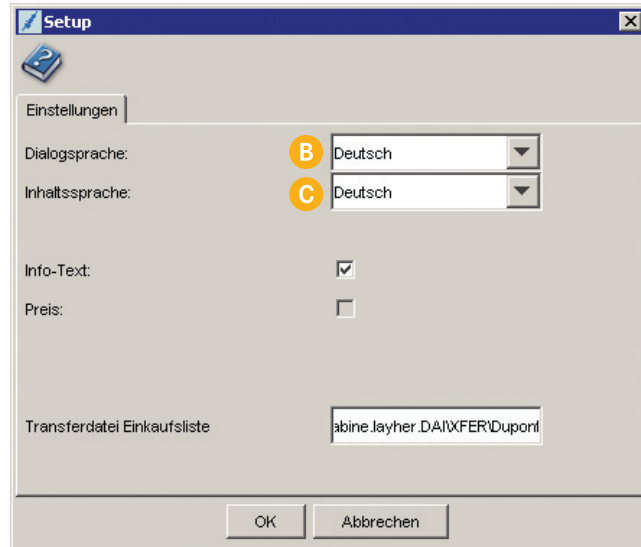 Setup
Einstellungen
Dialogsprache: B Deutsch
Inhaltssprache: C Deutsch
Info-Text:
Preis:
Transferdatei Einkaufsliste abine.layher.DAI\XFER\Dupont
OK Abbrechen